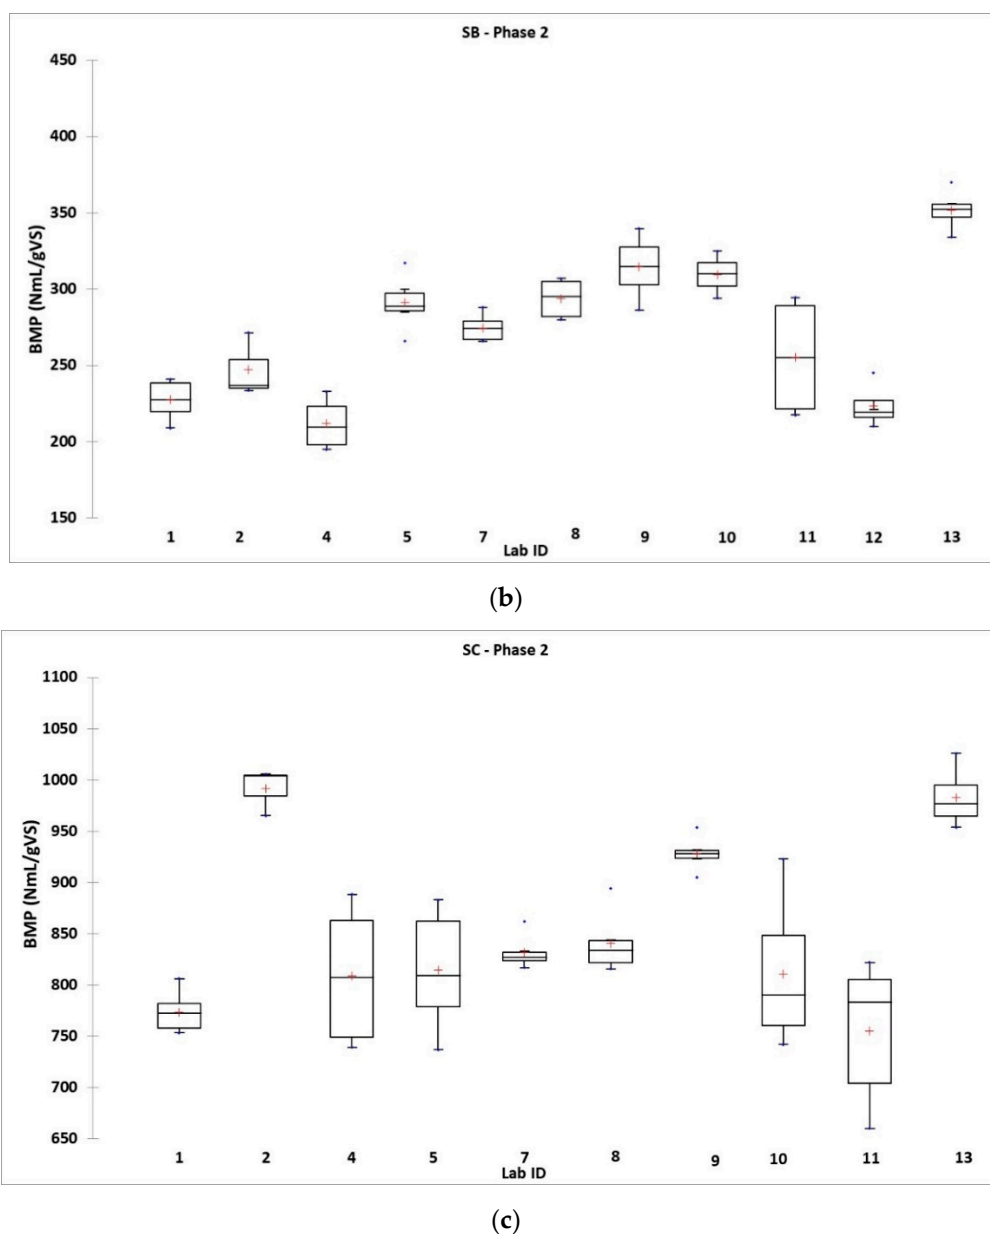 SB - Phase 2
450
400
350
300
250
200
150
BMP (NmL/gVS)
1 2 4 5 7 8 9 10 11 12 13
Lab ID
(b)
SC - Phase 2
1100
1050
1000
950
900
850
800
750
700
650
BMP (NmL/gVS)
1 2 4 5 7 8 9 10 11 13
Lab ID
(c)